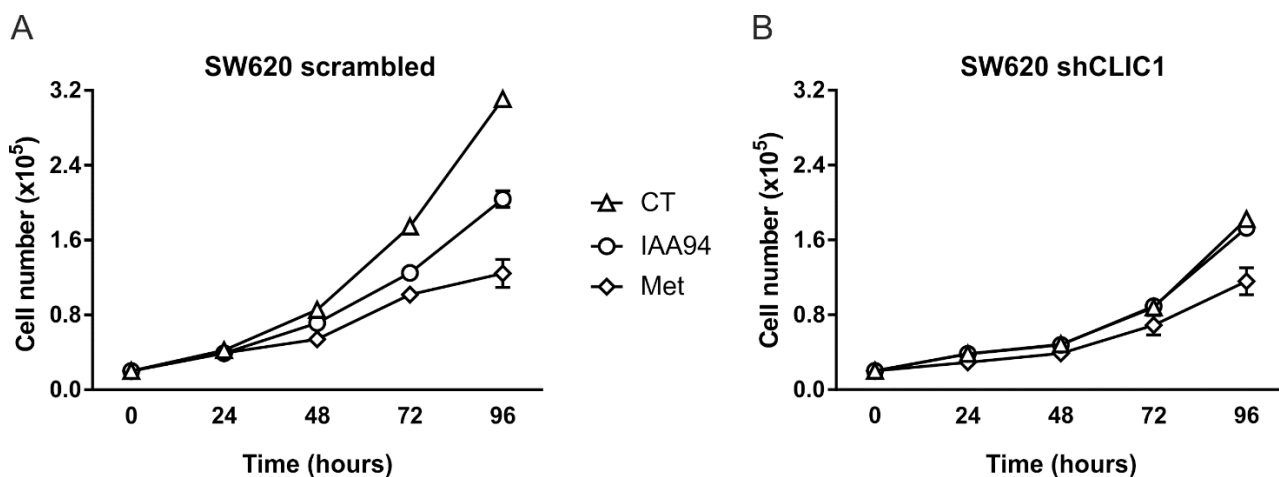 A
SW620 scrambled
Cell number (x10⁵)
3.2
2.4
1.6
0.8
0.0
0 24 48 72 96
Time (hours)
CT
IAA94
Met
B
SW620 shCLIC1
Cell number (x10⁵)
3.2
2.4
1.6
0.8
0.0
0 24 48 72 96
Time (hours)